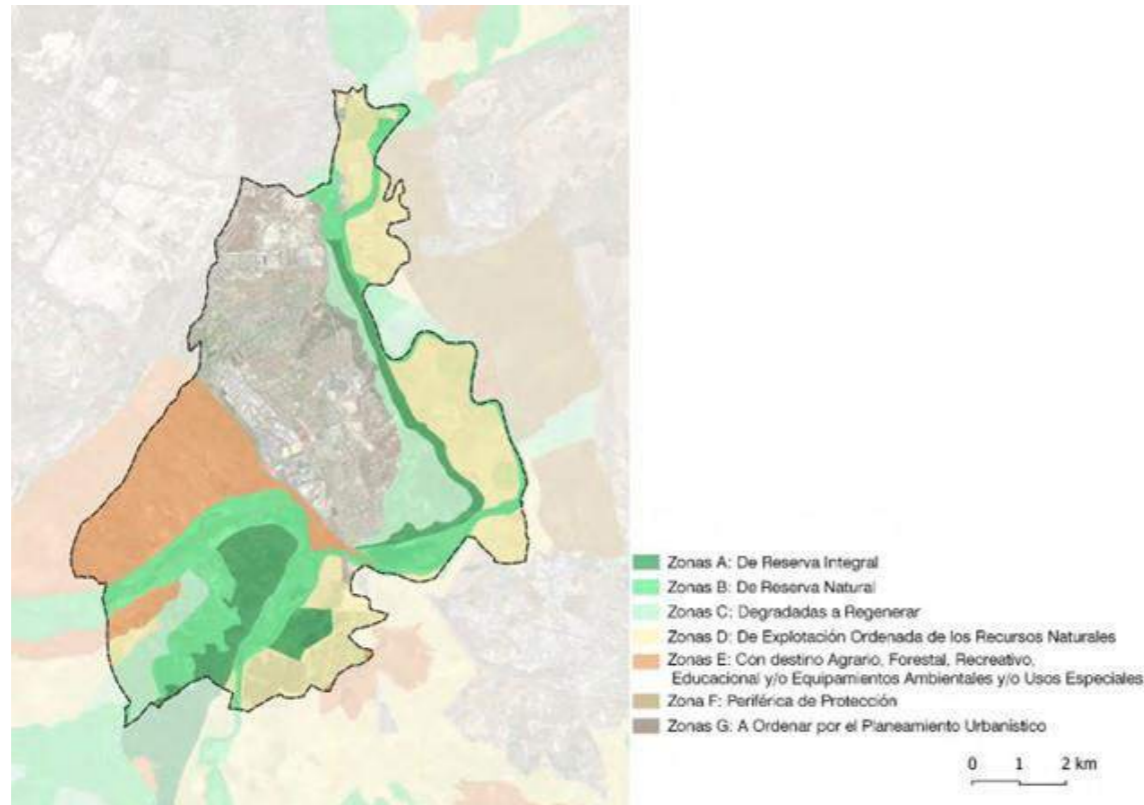 Zonas A: De Reserva Integral
Zonas B: De Reserva Natural
Zonas C: Degradadas a Regenerar
Zonas D: De Explotación Ordenada de los Recursos Naturales
Zonas E: Con destino Agrario, Forestal, Recreativo,
Educacional y/o Equipamientos Ambientales y/o Usos Especiales
Zona F: Periférica de Protección
Zonas G: A Ordenar por el Planeamiento Urbanístico
0 1 2 km